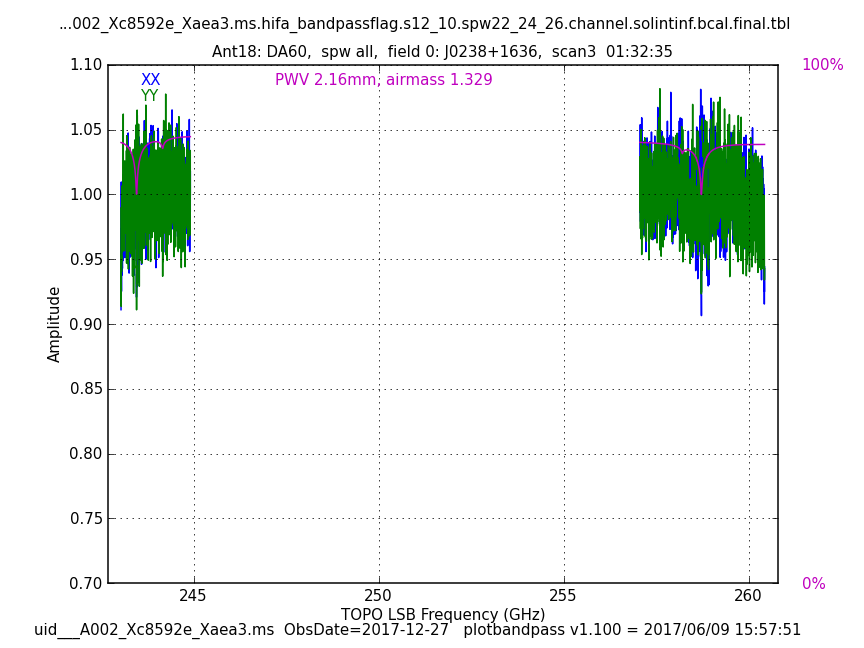 ...002_Xc8592e_Xaea3.ms.hifa_bandpassflag.s12_10.spw22_24_26.channel.solintinf.bcal.final.tbl
Ant18: DA60,  spw all,  field 0: J0238+1636,  scan3  01:32:35
1.10
XX
PWV 2.16mm, airmass 1.329
100%
YY
1.05
1.00
0.95
0.90
Amplitude
0.85
0.80
0.75
0.70
0%
245
250
255
260
TOPO LSB Frequency (GHz)
uid___A002_Xc8592e_Xaea3.ms  ObsDate=2017-12-27   plotbandpass v1.100 = 2017/06/09 15:57:51